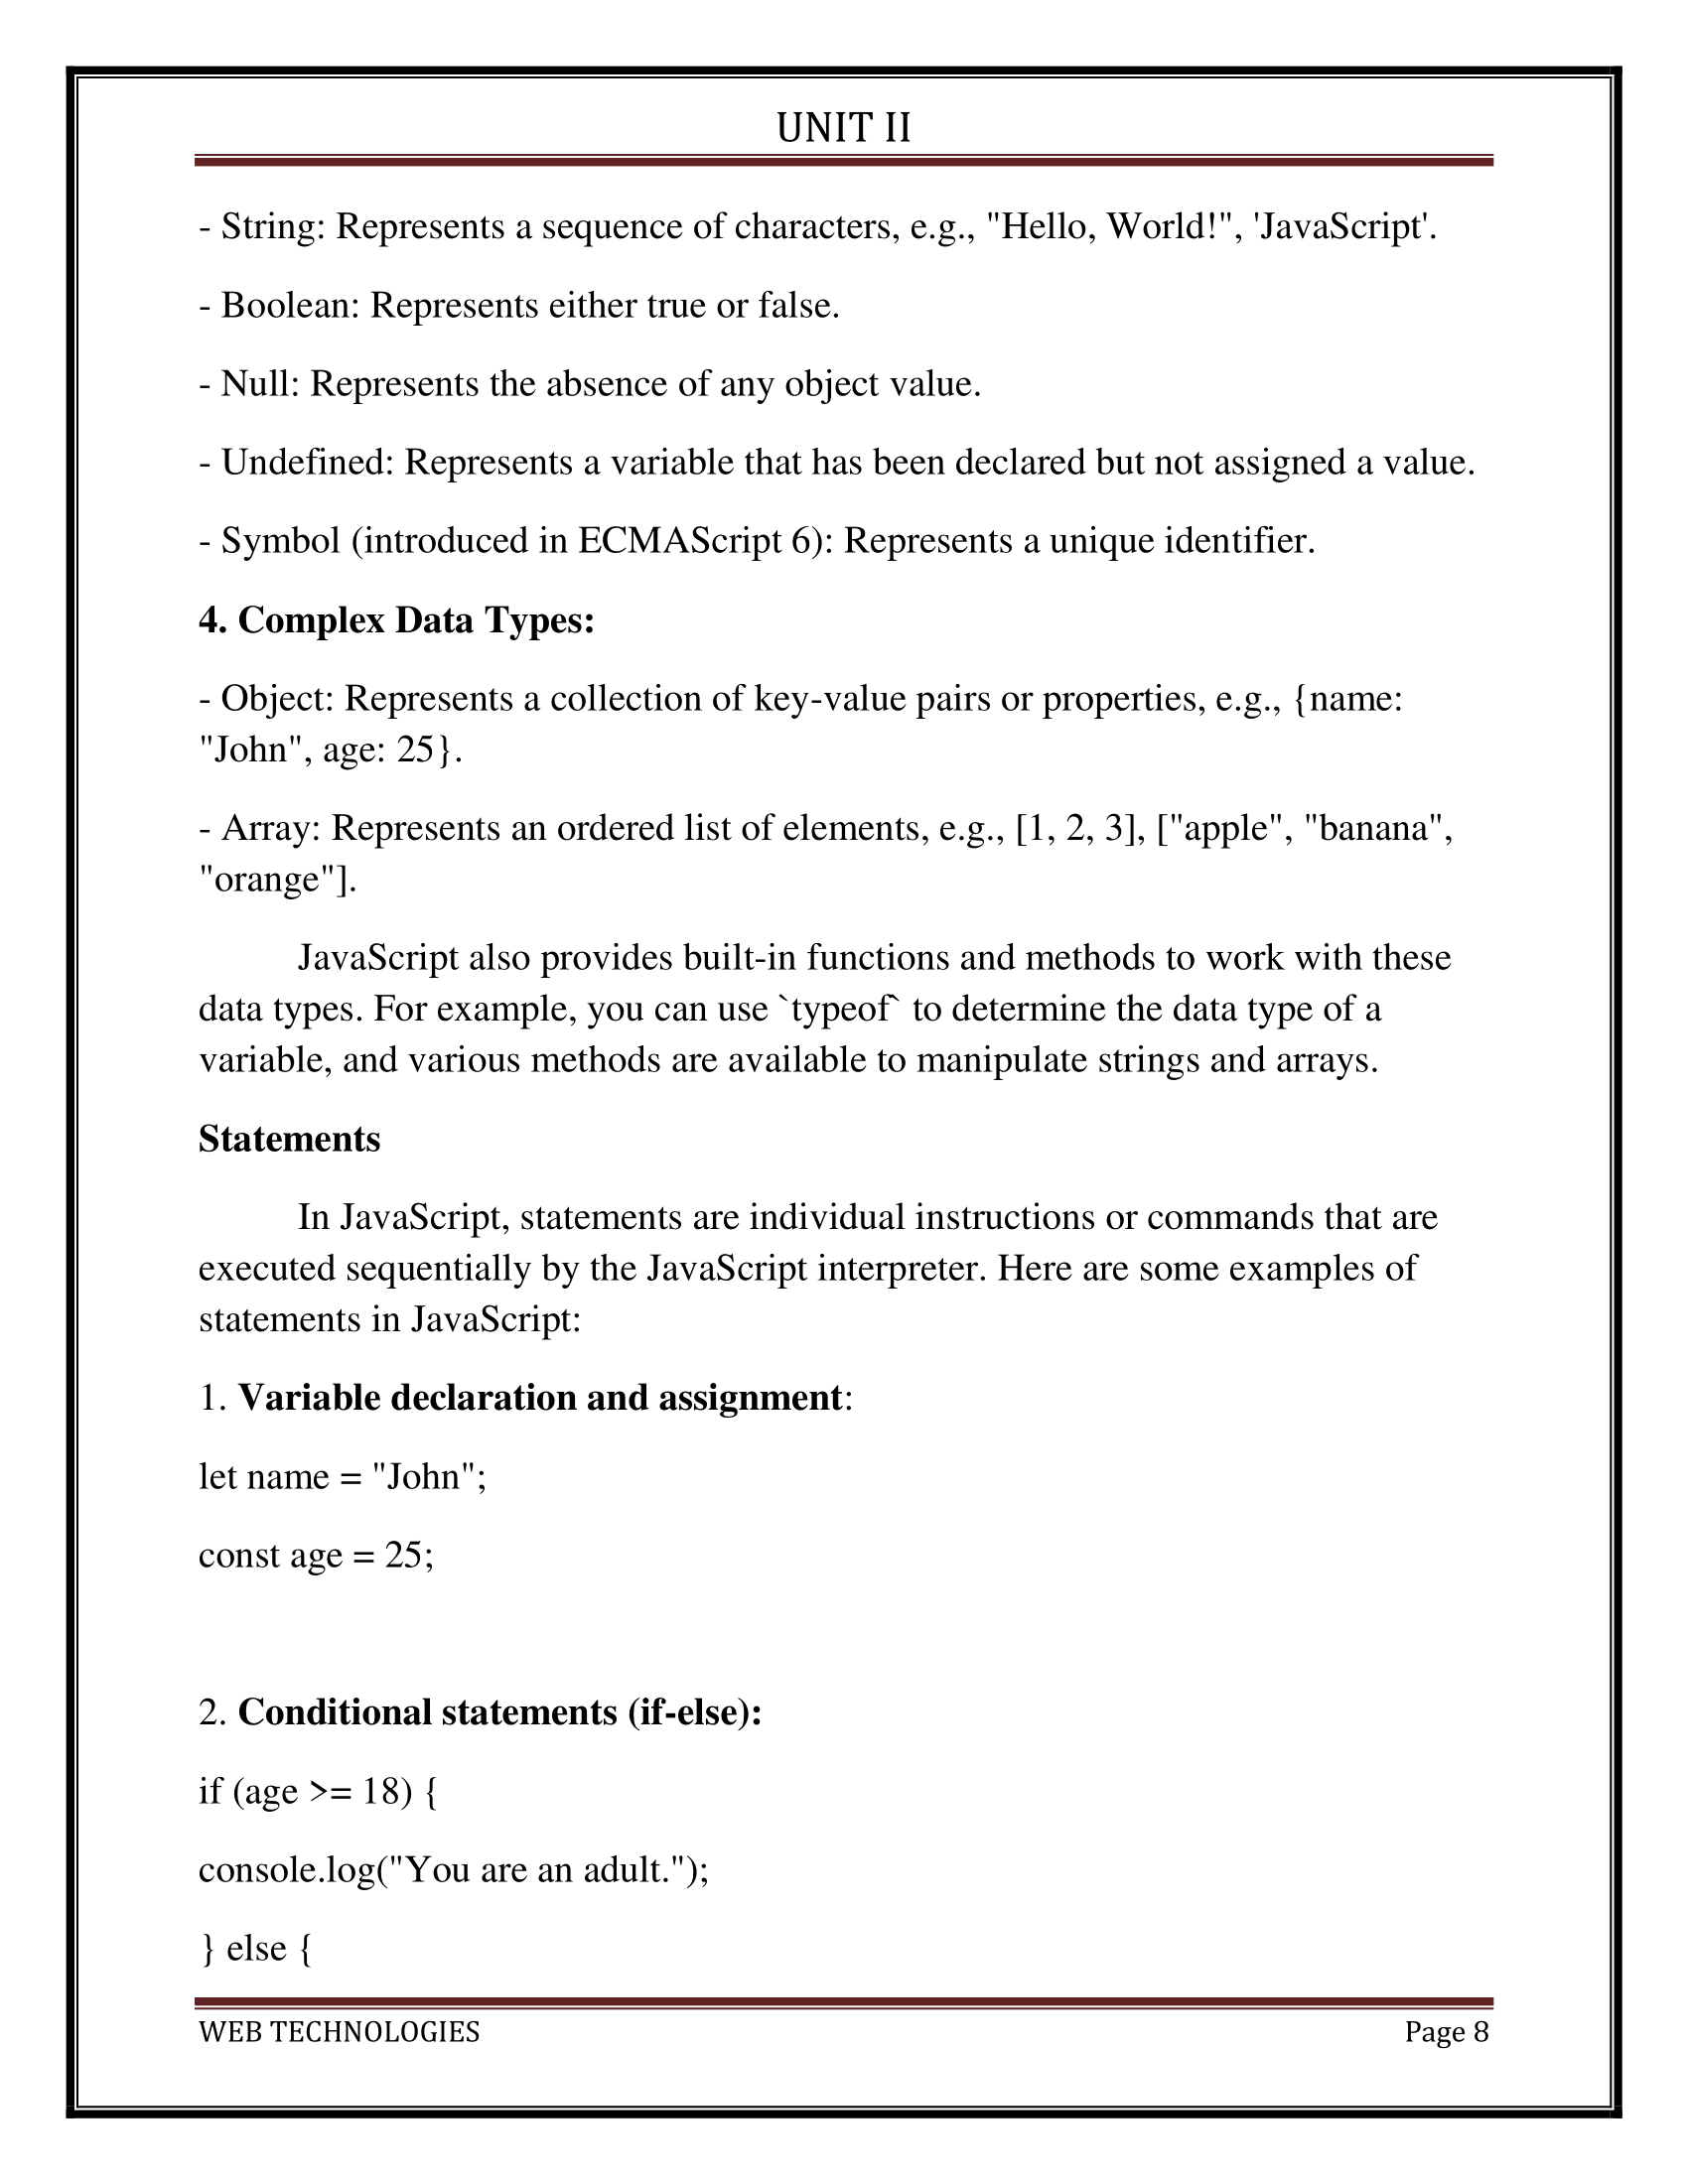 UNIT II
- String: Represents a sequence of characters, e.g., "Hello, World!", 'JavaScript'.
- Boolean: Represents either true or false.
- Null: Represents the absence of any object value.
- Undefined: Represents a variable that has been declared but not assigned a value.
- Symbol (introduced in ECMAScript 6): Represents a unique identifier.
4. Complex Data Types:
- Object: Represents a collection of key-value pairs or properties, e.g., {name:
"John", age: 25}.
- Array: Represents an ordered list of elements, e.g., [1, 2, 3], ["apple", "banana",
"orange"].
JavaScript also provides built-in functions and methods to work with these
data types. For example, you can use `typeof` to determine the data type of a
variable, and various methods are available to manipulate strings and arrays.
Statements
In JavaScript, statements are individual instructions or commands that are
executed sequentially by the JavaScript interpreter. Here are some examples of
statements in JavaScript:
1. Variable declaration and assignment:
let name = "John";
const age = 25;
2. Conditional statements (if-else):
if (age >= 18) {
console.log("You are an adult.");
} else {
WEB TECHNOLOGIES
Page 8